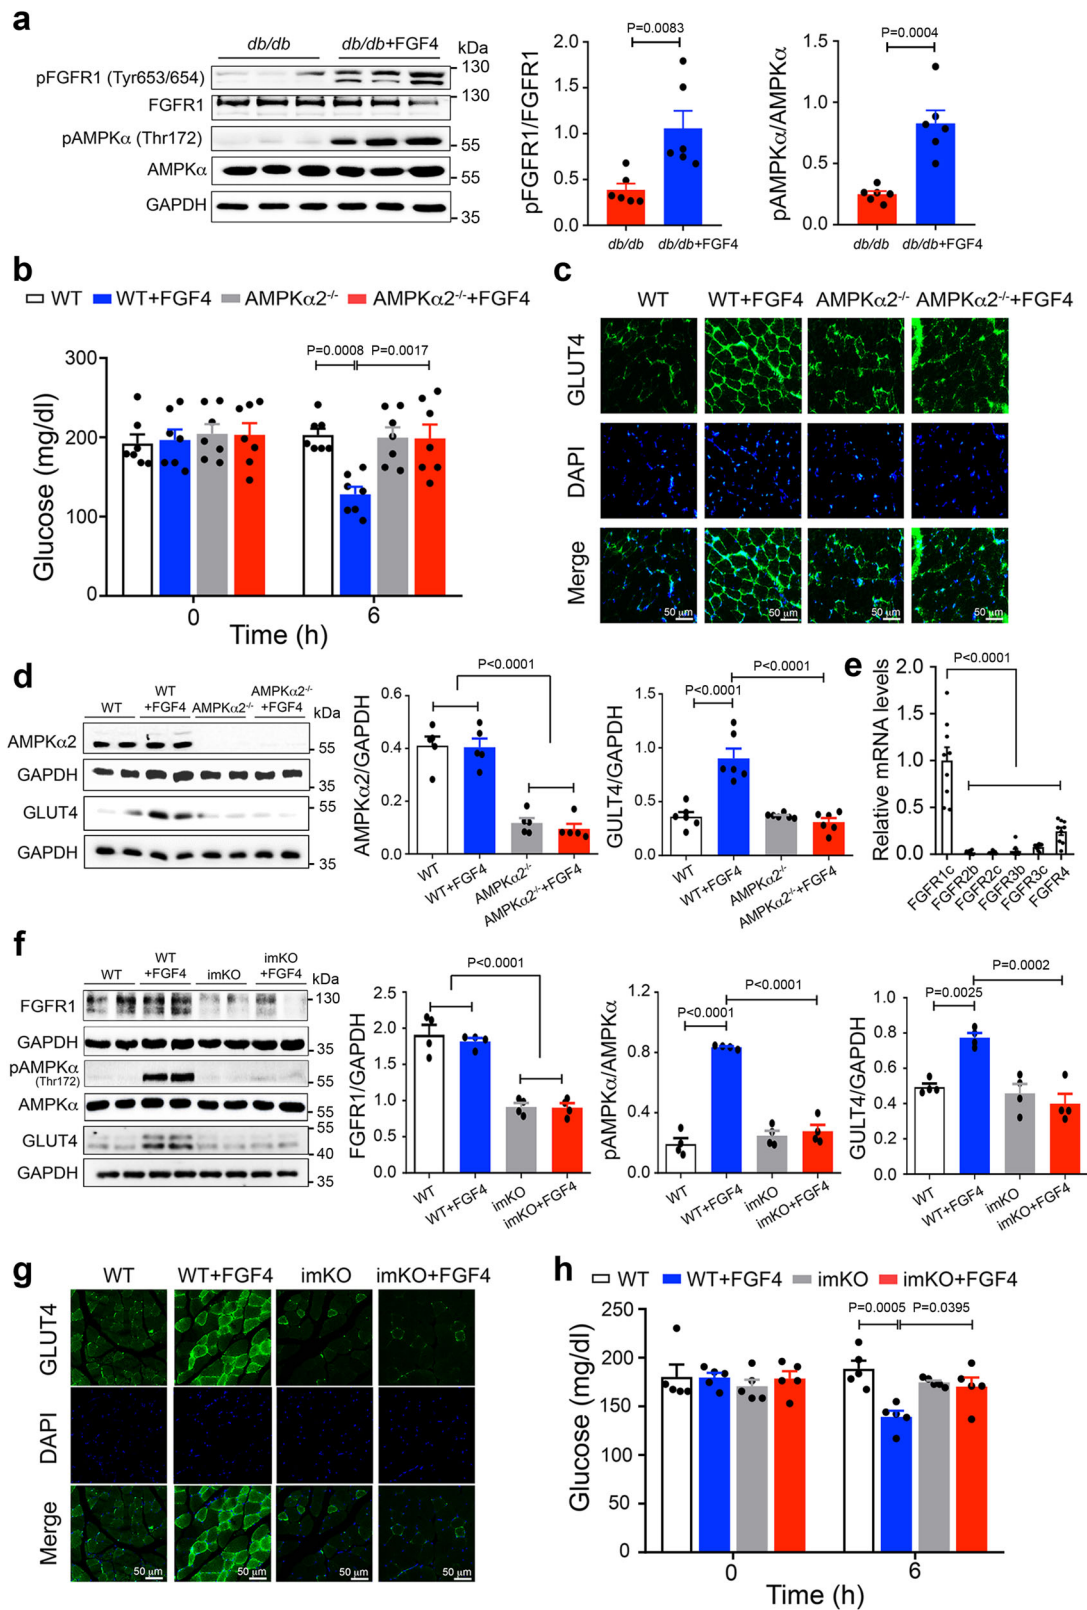 a
db/db
db/db+FGF4
kDa
pFGFR1 (Tyr653/654)
130
FGFR1
130
pAMPKα (Thr172)
55
AMPKα
55
GAPDH
35
pFGFR1/FGFR1
P=0.0083
2.0
1.5
1.0
0.5
0.0
db/db
db/db+FGF4
pAMPKα/AMPKα
P=0.0004
1.5
1.0
0.5
0.0
db/db
db/db+FGF4
b
WT
WT+FGF4
AMPKα2-/-
AMPKα2-/-+FGF4
Glucose (mg/dl)
300
200
100
0
P=0.0008
P=0.0017
0
6
Time (h)
c
WT
WT+FGF4
AMPKα2-/-
AMPKα2-/-+FGF4
GLUT4
DAPI
Merge
50 μm
50 μm
50 μm
50 μm
d
WT
WT
+FGF4
AMPKα2-/-
AMPKα2-/-
+FGF4
kDa
AMPKα2
55
GAPDH
35
GLUT4
55
GAPDH
35
AMPKα2/GAPDH
P<0.0001
0.6
0.4
0.2
0.0
WT
WT+FGF4
AMPKα2-/-
AMPKα2-/-+FGF4
GULT4/GAPDH
P<0.0001
P<0.0001
1.5
1.0
0.5
0.0
WT
WT+FGF4
AMPKα2-/-
AMPKα2-/-+FGF4
e
Relative mRNA levels
P<0.0001
2.0
1.5
1.0
0.5
0.0
FGFR1c
FGFR2b
FGFR2c
FGFR3b
FGFR3c
FGFR4
f
WT
WT
+FGF4
imKO
imKO
+FGF4
kDa
FGFR1
130
GAPDH
35
pAMPKα
(Thr172)
55
AMPKα
55
GLUT4
55
40
GAPDH
35
FGFR1/GAPDH
P<0.0001
2.5
2.0
1.5
1.0
0.5
0.0
WT
WT+FGF4
imKO
imKO+FGF4
pAMPKα/AMPKα
P<0.0001
P<0.0001
1.2
0.8
0.4
0.0
WT
WT+FGF4
imKO
imKO+FGF4
GULT4/GAPDH
P=0.0002
P=0.0025
1.0
0.8
0.6
0.4
0.2
0
WT
WT+FGF4
imKO
imKO+FGF4
g
WT
WT+FGF4
imKO
imKO+FGF4
GLUT4
DAPI
Merge
50 μm
50 μm
50 μm
50 μm
h
WT
WT+FGF4
imKO
imKO+FGF4
Glucose (mg/dl)
250
200
150
100
50
0
P=0.0005
P=0.0395
0
6
Time (h)